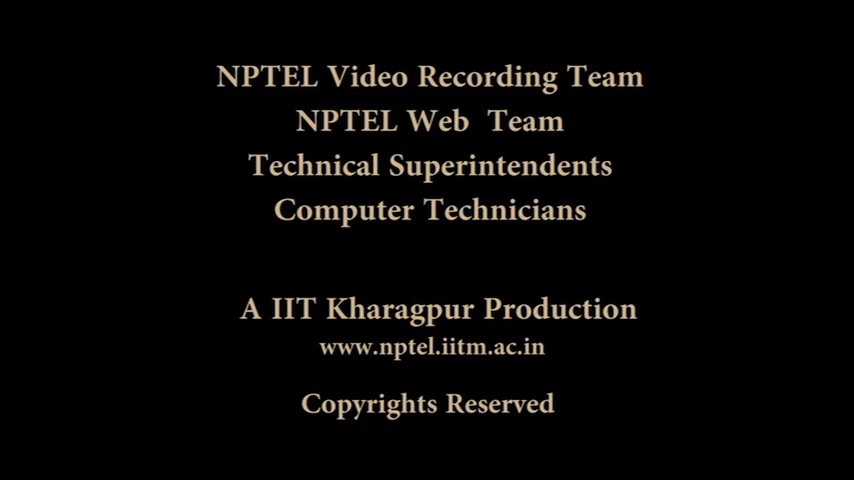 NPTEL Video Recording Team
NPTEL Web Team
Technical Superintendents
Computer Technicians
A IIT Kharagpur Production
www.nptel.iitm.ac.in
Copyrights Reserved